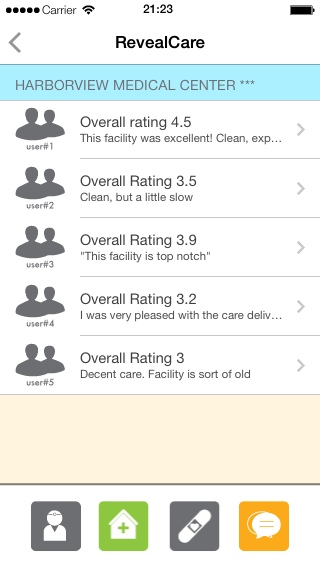 Carrier 21:23
RevealCare
HARBORVIEW MEDICAL CENTER ***
Overall rating 4.5
This facility was excellent! Clean, exp...
user#1
Overall Rating 3.5
Clean, but a little slow
user#2
Overall Rating 3.9
"This facility is top notch"
user#3
Overall Rating 3.2
I was very pleased with the care deliv...
user#4
Overall Rating 3
Decent care. Facility is sort of old
user#5